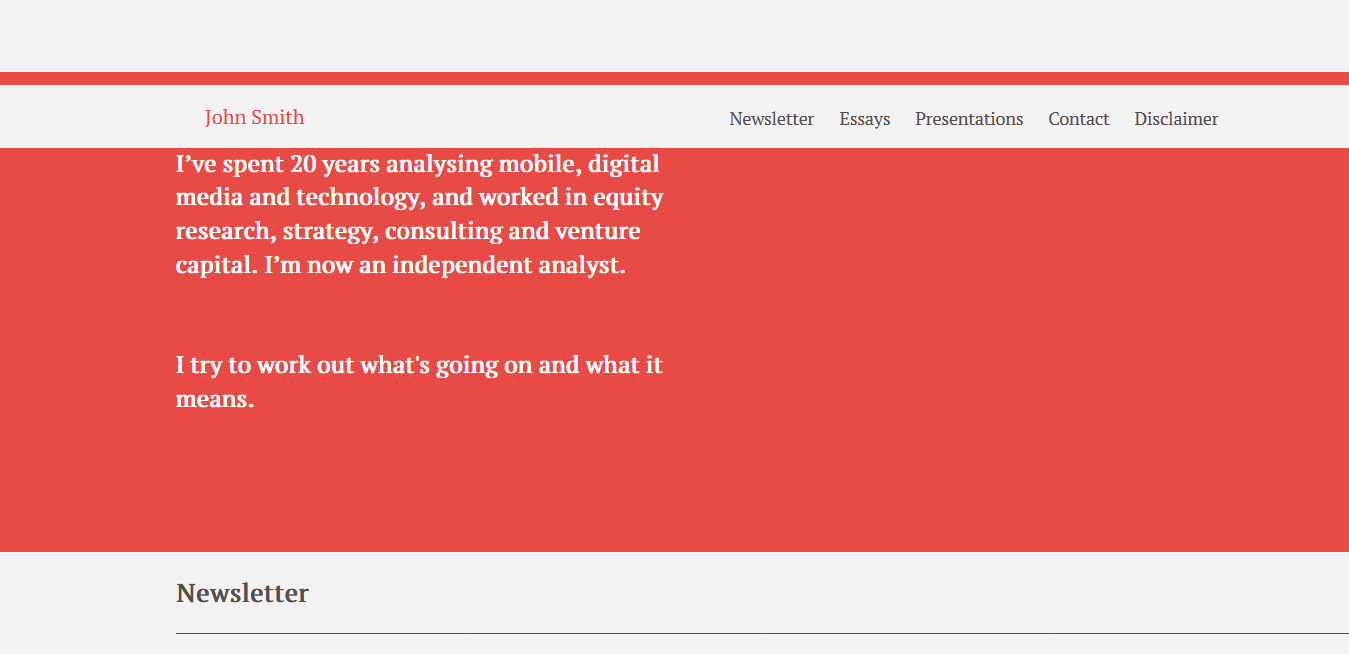 John Smith
Newsletter Essays Presentations Contact Disclaimer
I’ve spent 20 years analysing mobile, digital
media and technology, and worked in equity
research, strategy, consulting and venture
capital. I’m now an independent analyst.
I try to work out what's going on and what it
means.
Newsletter